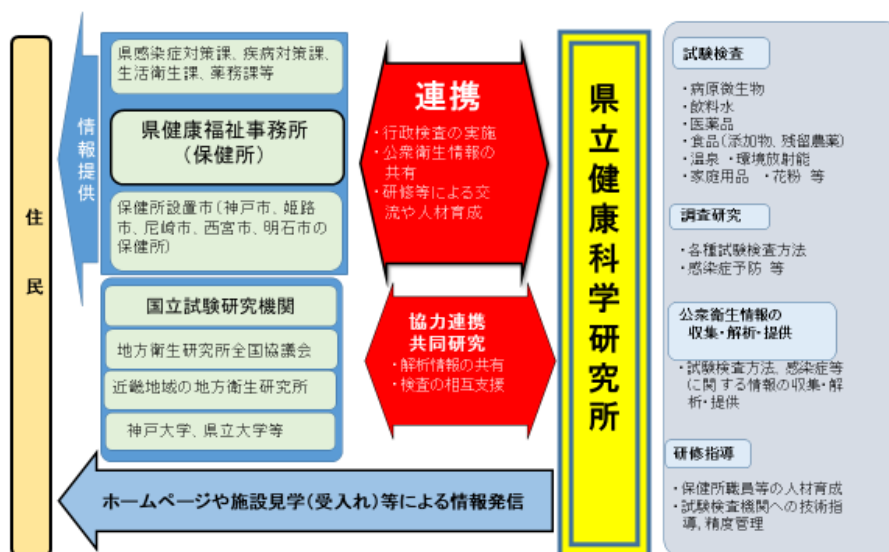 住民
情報提供
県感染症対策課、疾病対策課、
生活衛生課、薬務課等
県健康福祉事務所
(保健所)
保健所設置市(神戸市、姫路
市、尼崎市、西宮市、明石市の
保健所)
国立試験研究機関
地方衛生研究所全国協議会
近畿地域の地方衛生研究所
神戸大学、県立大学等
連携
・行政検査の実施
・公衆衛生情報の
共有
・研修等による交
流や人材育成
協力連携
共同研究
・解析情報の共有
・検査の相互支援
ホームページや施設見学(受入れ)等による情報発信
県立健康科学研究所
試験検査
・病原微生物
・飲料水
・医薬品
・食品(添加物、残留農薬)
・温泉 ・環境放射能
・家庭用品 ・花粉 等
調査研究
・各種試験検査方法
・感染症予防 等
公衆衛生情報の
収集・解析・提供
・試験検査方法、感染症等
に関する情報の収集・解
析・提供
研修指導
・保健所職員等の人材育成
・試験検査機関への技術指
導,精度管理